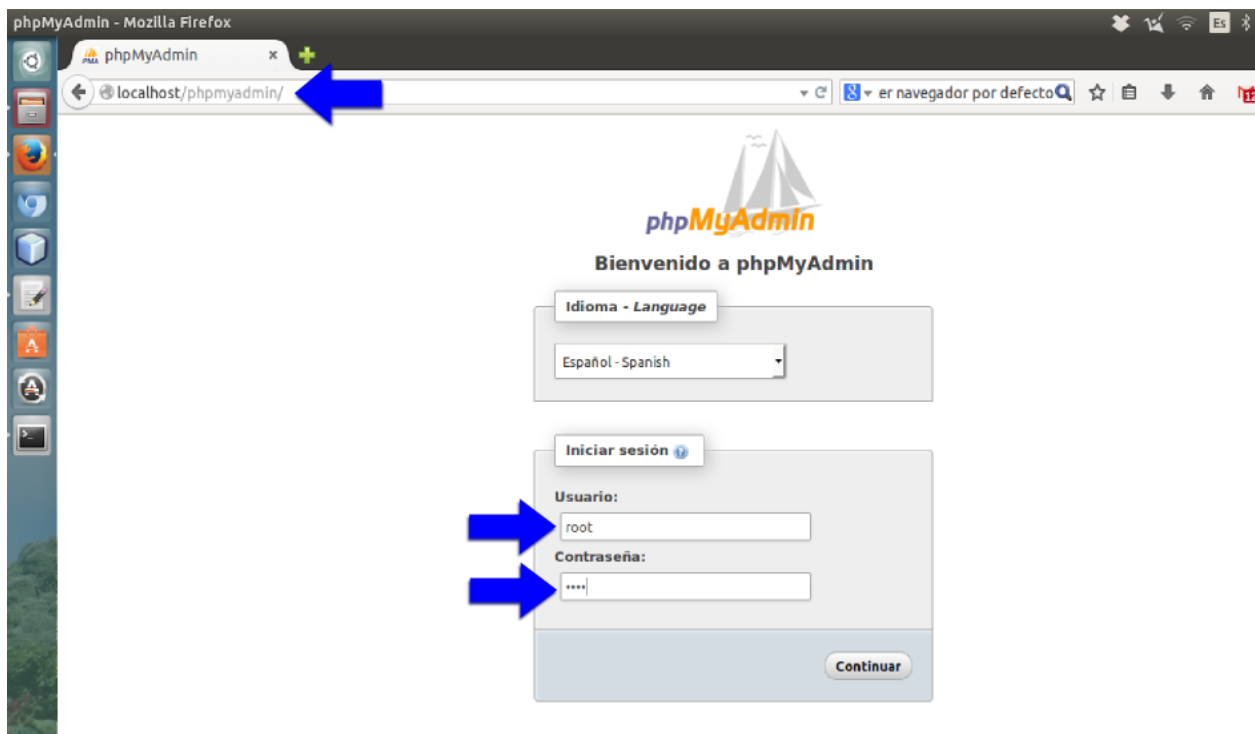 phpMyAdmin - Mozilla Firefox
Es
phpMyAdmin
localhost/phpmyadmin/
er navegador por defecto
12
phpMyAdmin
Bienvenido a phpMyAdmin
Idioma - Language
Español - Spanish
Iniciar sesión
Usuario:
root
Contraseña:
••••
Continuar